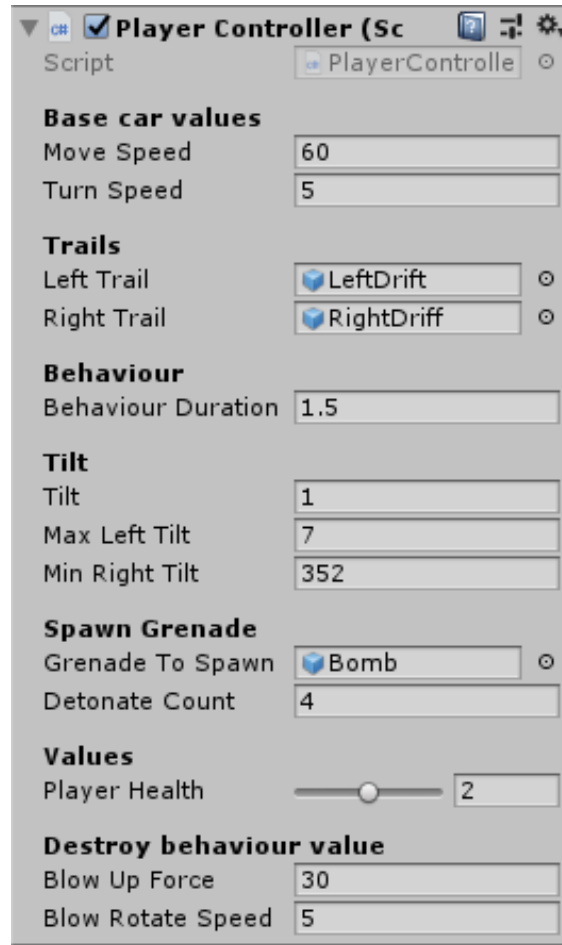 c# Player Controller (Sc
Script PlayerControlle
Base car values
Move Speed 60
Turn Speed 5
Trails
Left Trail LeftDrift
Right Trail RightDriff
Behaviour
Behaviour Duration 1.5
Tilt
Tilt 1
Max Left Tilt 7
Min Right Tilt 352
Spawn Grenade
Grenade To Spawn Bomb
Detonate Count 4
Values
Player Health 2
Destroy behaviour value
Blow Up Force 30
Blow Rotate Speed 5